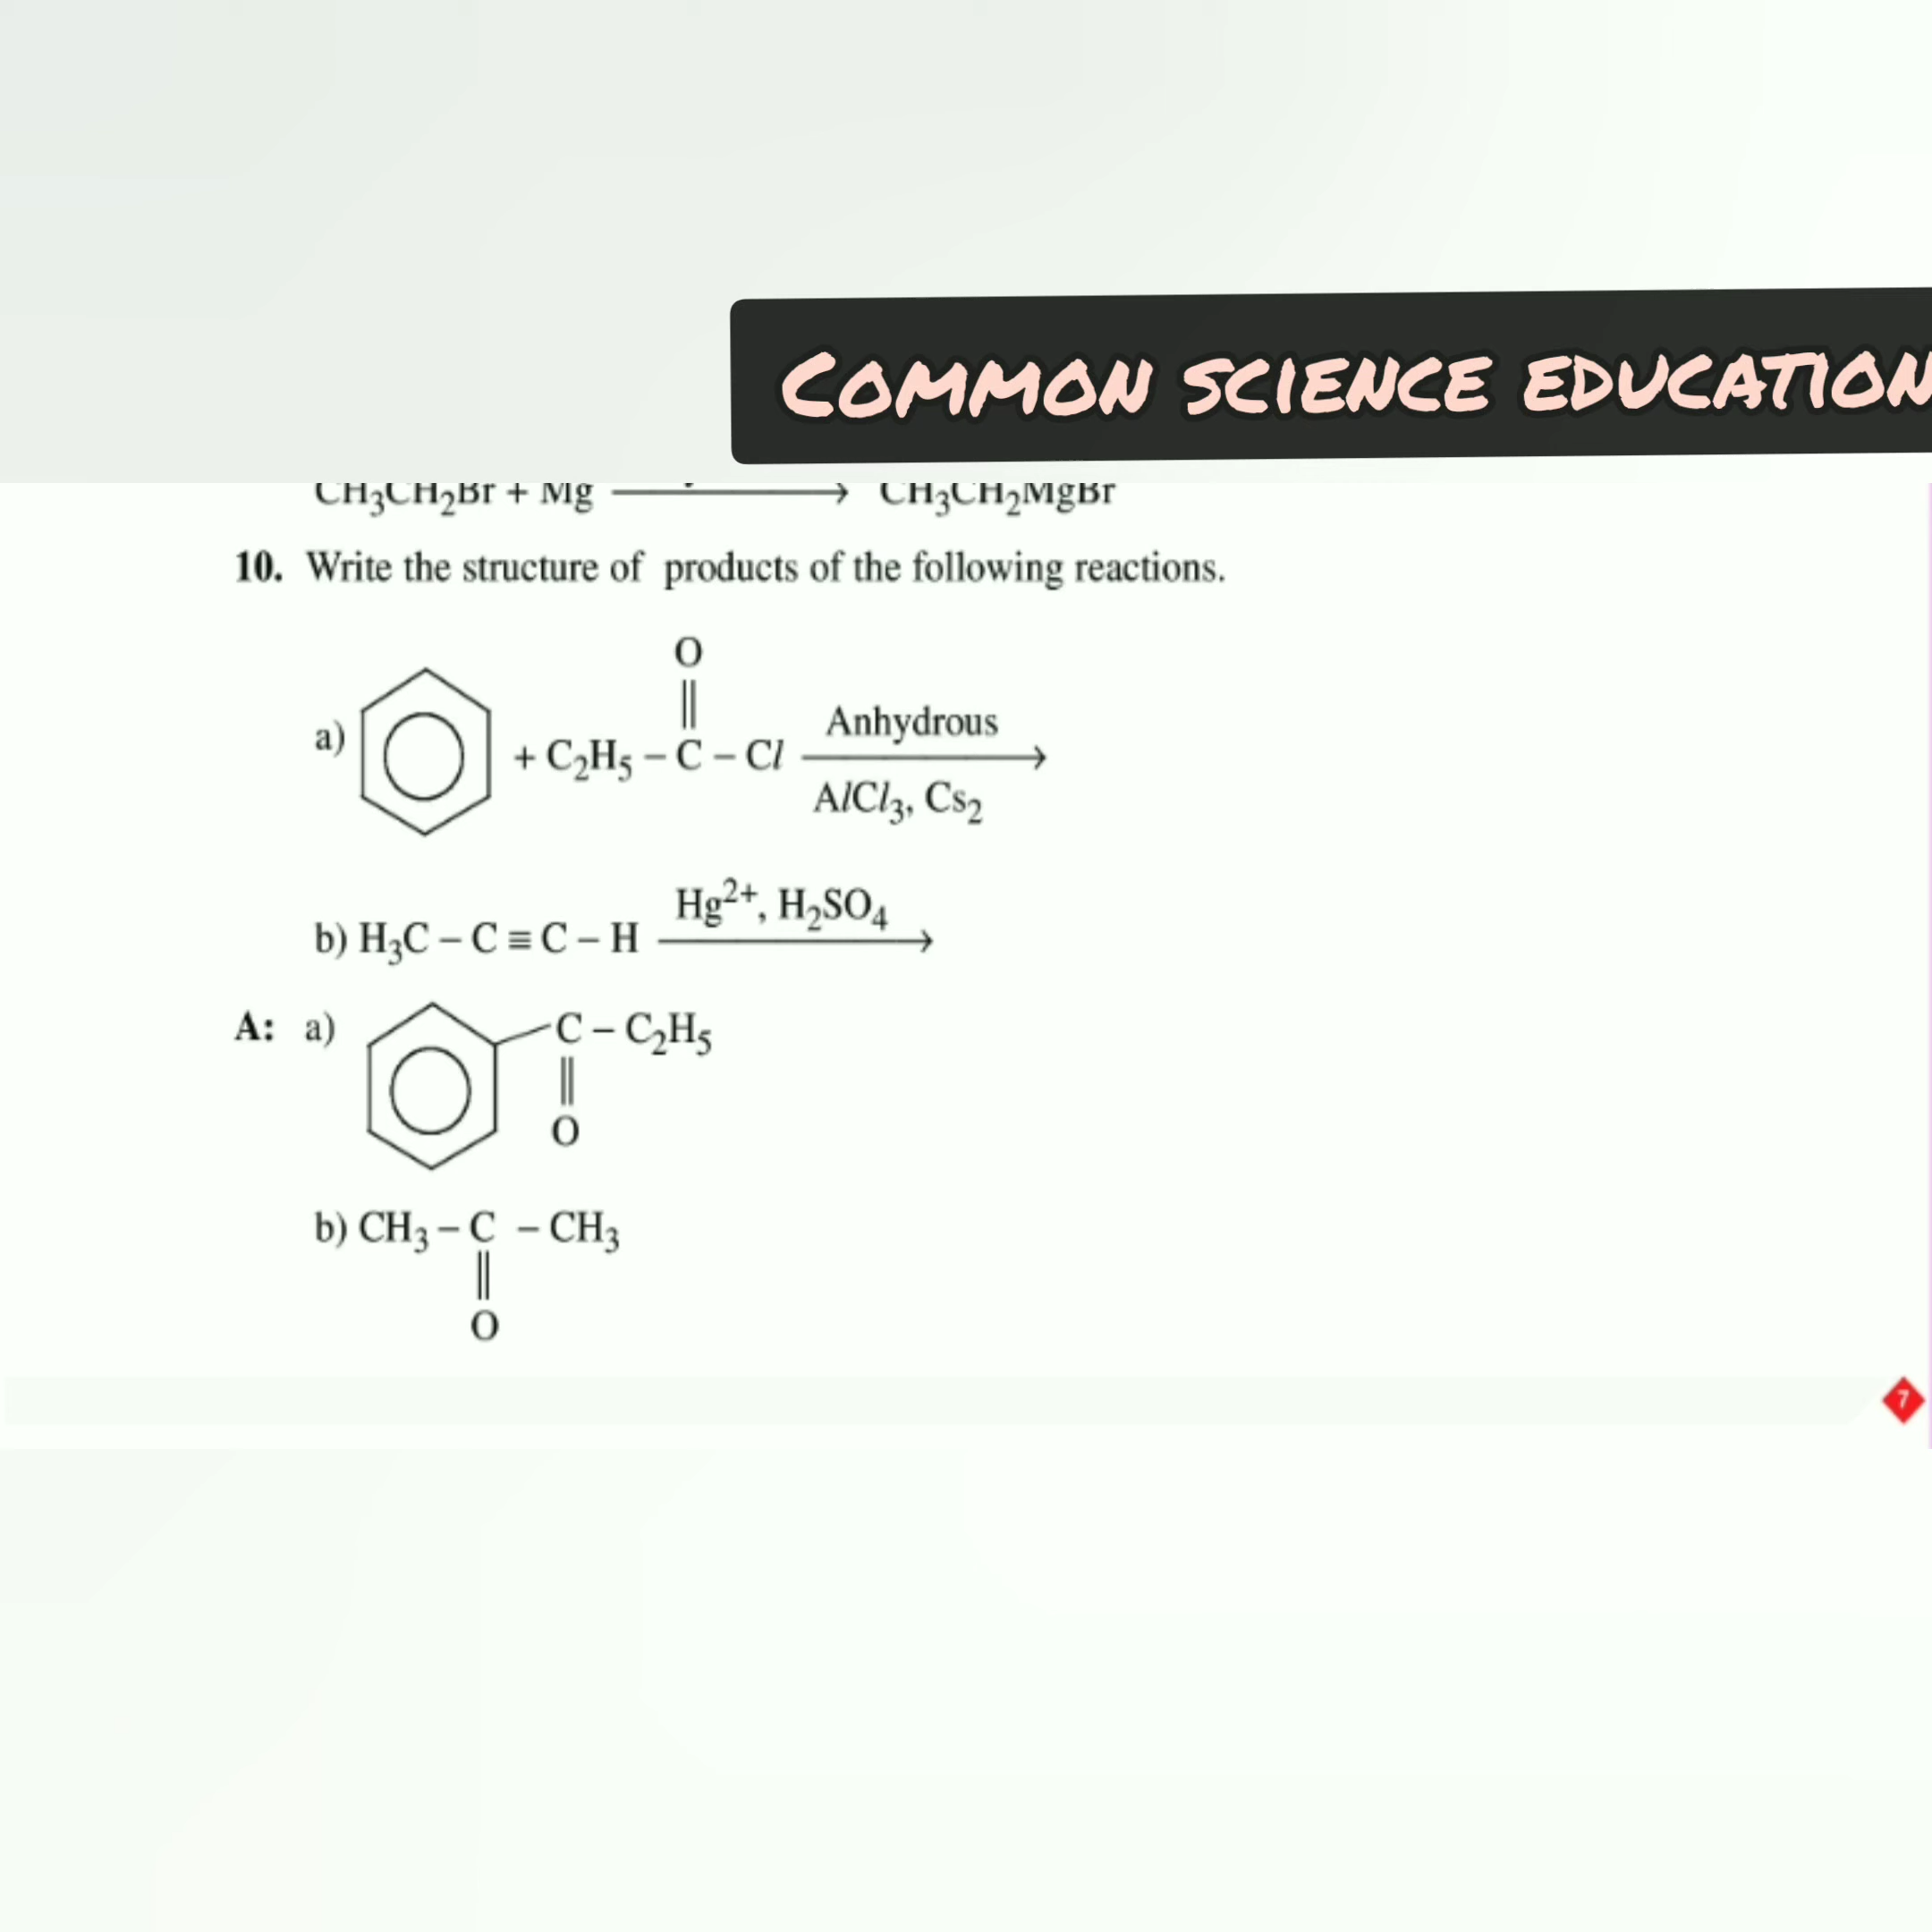 COMMON SCIENCE EDUCATION
CH₃CH₂Br + Mg ⟶ CH₃CH₂MgBr
10. Write the structure of products of the following reactions.
O
||
a) + C₂H₅ – C – Cl Anhydrous ⟶
AlCl₃, Cs₂
Hg²⁺, H₂SO₄
b) H₃C – C ≡ C – H ⟶
A: a) C – C₂H₅
||
O
b) CH₃ – C – CH₃
||
O
7